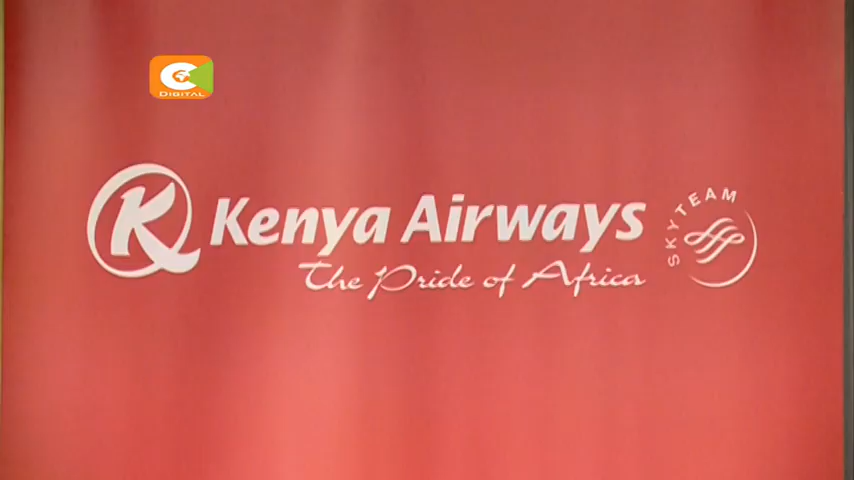 C
DIGITAL
K Kenya Airways
The Pride of Africa
SKYTEAM